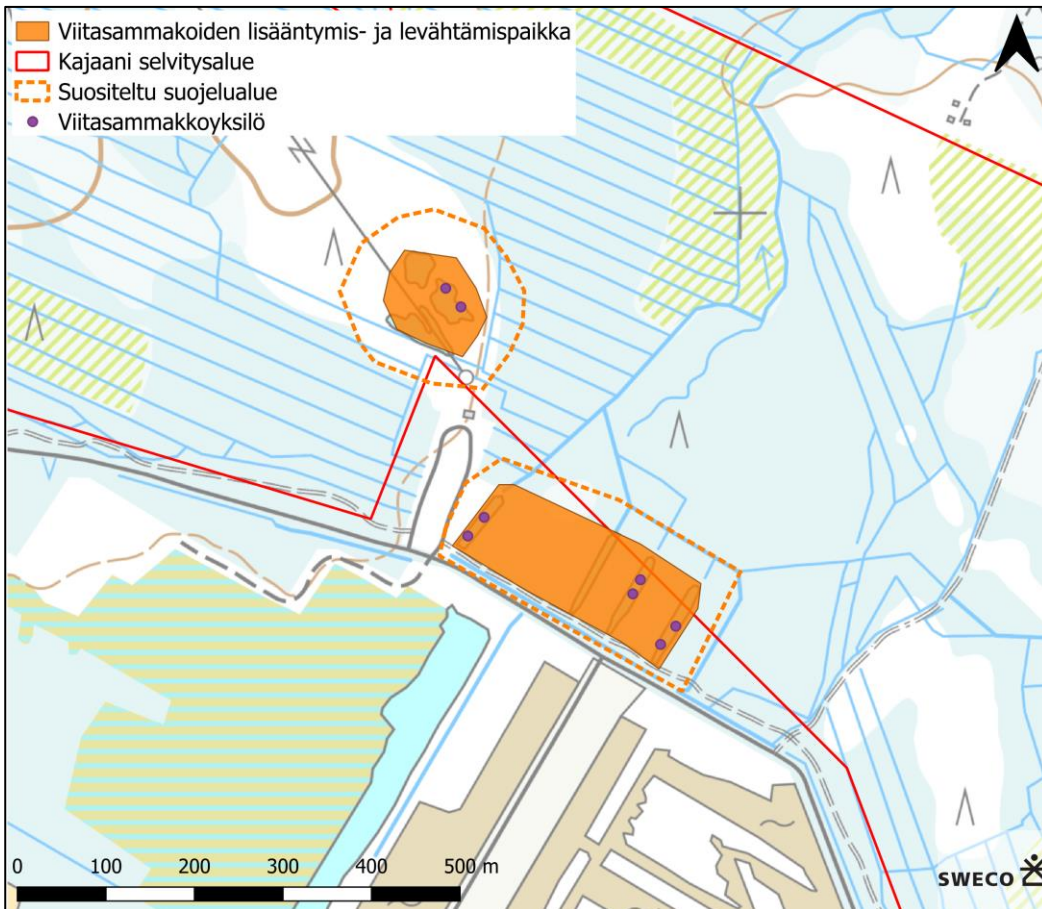 Viitasammakoiden lisääntymis- ja levähtämispaikka
Kajaani selvitysalue
Suositeltu suojelualue
Viitasammakkoyksilö
0 100 200 300 400 500 m
SWECO